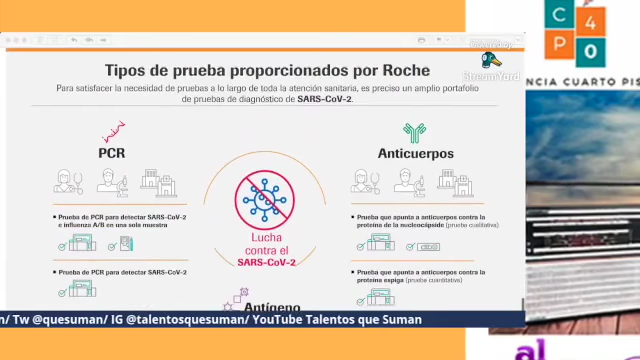 StreamYard
Tipos de prueba proporcionados por Roche
Para satisfacer la necesidad de pruebas a lo largo de toda la atención sanitaria, es preciso un amplio portafolio
de pruebas de diagnóstico de SARS-CoV-2.
PCR
Prueba de PCR para detectar SARS-CoV-2
e influenza A/B en una sola muestra
Prueba de PCR para detectar SARS-CoV-2
Lucha
contra el
SARS-CoV-2
Antígeno
Anticuerpos
Prueba que apunta a anticuerpos contra la
proteína de la nucleocápside (prueba cualitativa)
Prueba que apunta a anticuerpos contra la
proteína espiga (prueba cuantitativa)
C4
P0
NCIA CUARTO PIS
n/ Tw @quesuman/ IG @talentosquesuman/ YouTube Talentos que Suman
al